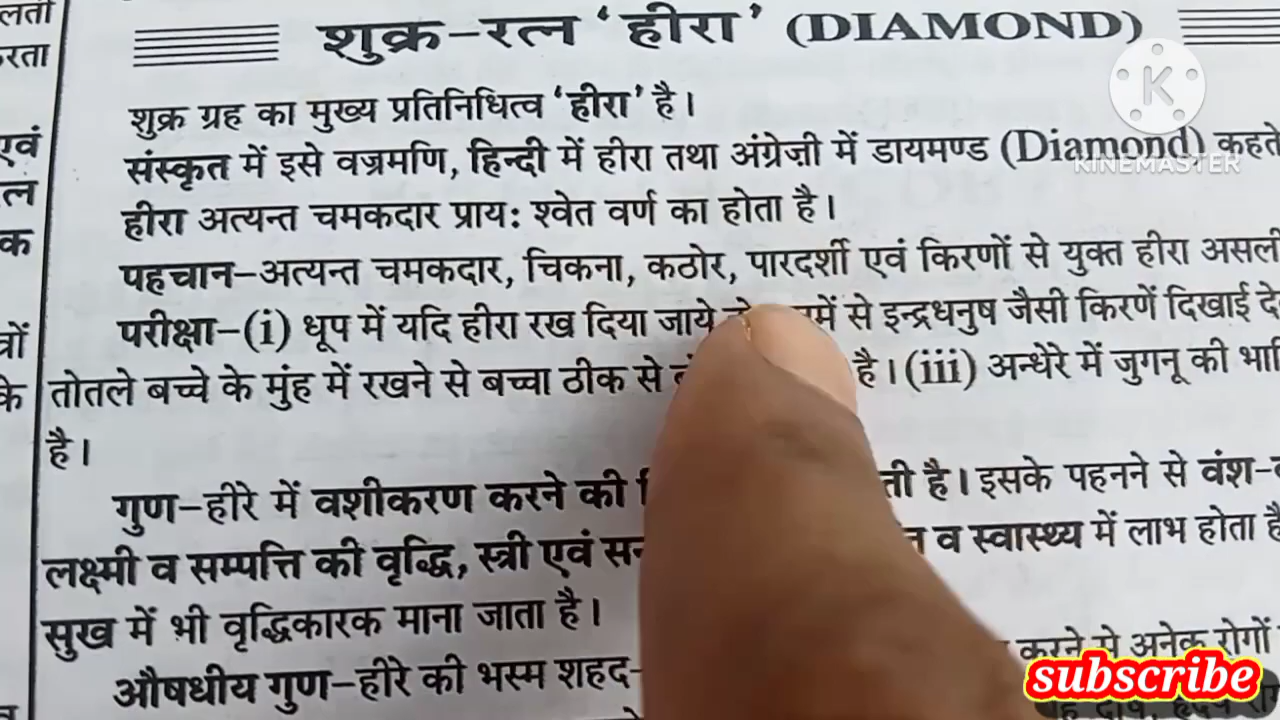 लती
रता
एवं
त्न
क
त्रों
के
शुक्र-रत्न ‘हीरा’ (DIAMOND)
शुक्र ग्रह का मुख्य प्रतिनिधित्व ‘हीरा’ है।
संस्कृत में इसे वज्रमणि, हिन्दी में हीरा तथा अंग्रेज़ी में डायमण्ड (Diamond) कहते
हीरा अत्यन्त चमकदार प्राय: श्वेत वर्ण का होता है।
पहचान-अत्यन्त चमकदार, चिकना, कठोर, पारदर्शी एवं किरणों से युक्त हीरा असली
परीक्षा-(i) धूप में यदि हीरा रख दिया जाये में से इन्द्रधनुष जैसी किरणें दिखाई दे
तोतले बच्चे के मुंह में रखने से बच्चा ठीक से है। (iii) अन्धेरे में जुगनू की भा
है।
गुण-हीरे में वशीकरण करने की ती है। इसके पहनने से वंश-
लक्ष्मी व सम्पत्ति की वृद्धि, स्त्री एवं व स्वास्थ्य में लाभ होता है
सुख में भी वृद्धिकारक माना जाता है।
औषधीय गुण-हीरे की भस्म शहद- करने से अनेक रोगों
K
KINEMASTER
subscribe